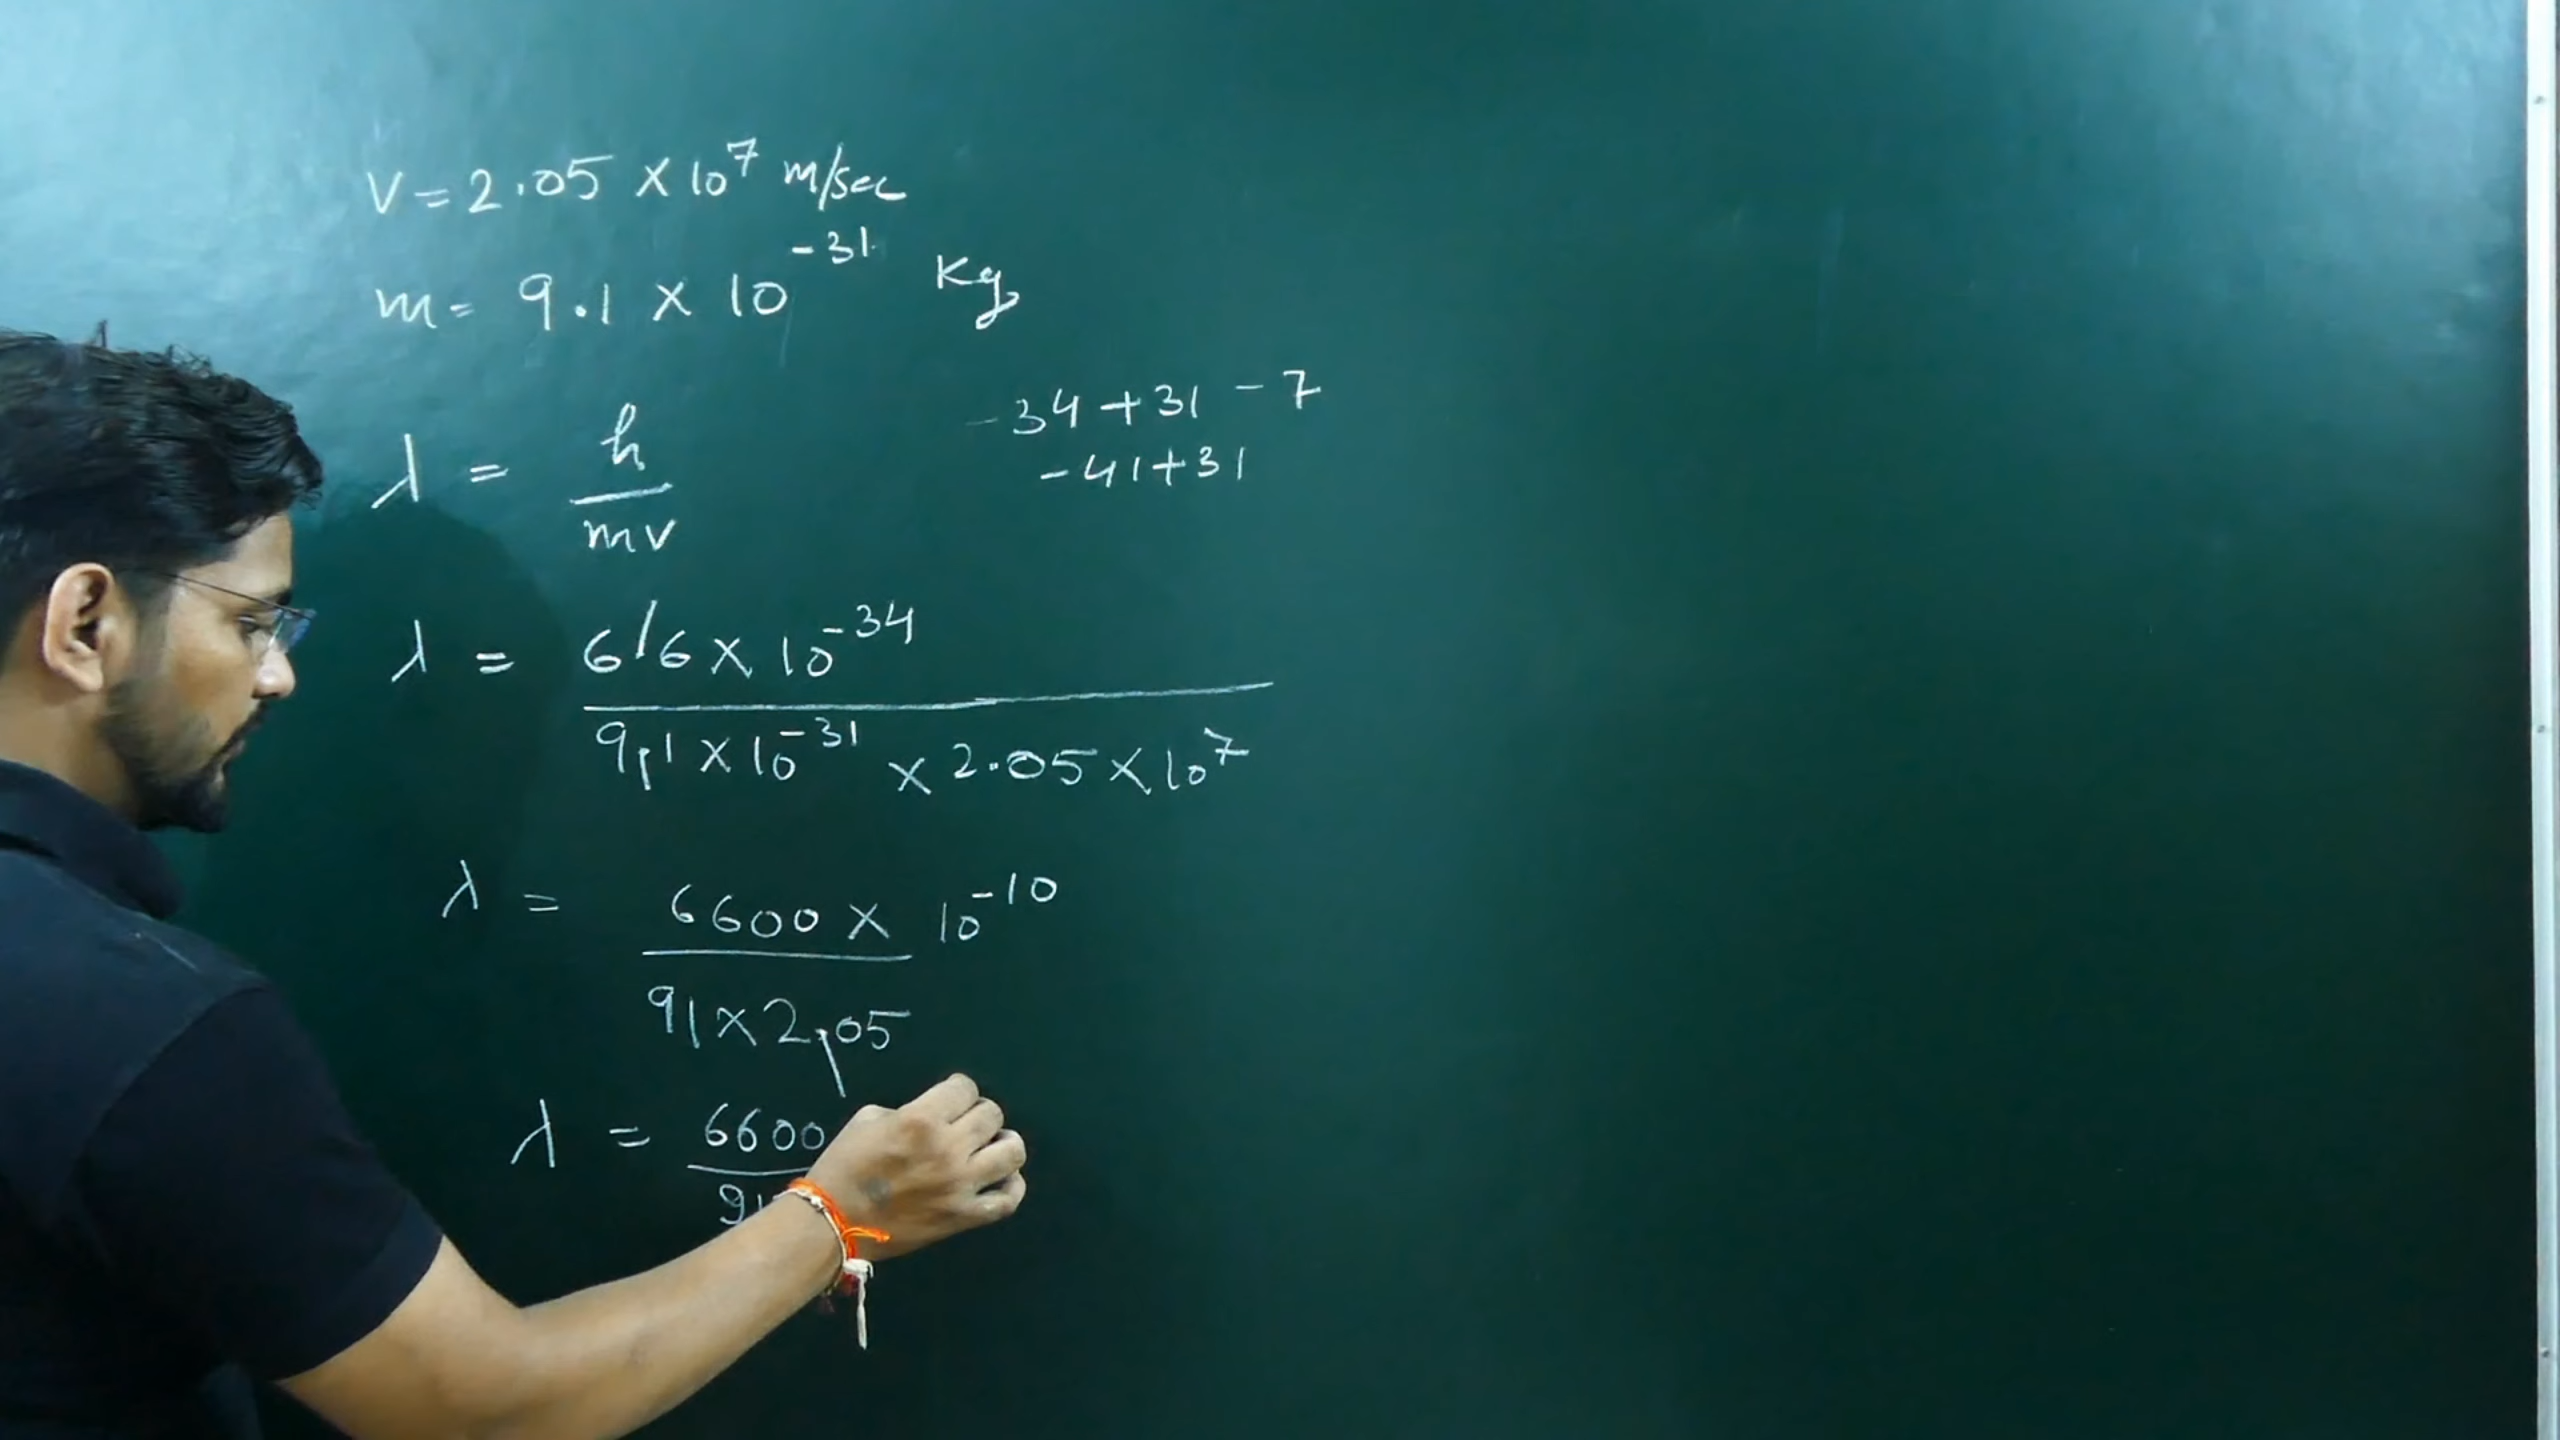 V = 2.05 × 10⁷ m/sec
m = 9.1 × 10⁻³¹ Kg
-34 + 31 - 7
-41 + 31
λ = h / mv
λ = 6/6 × 10⁻³⁴
9,1 × 10⁻³¹ × 2.05 × 10⁷
λ = 6600 × 10⁻¹⁰
91 × 2,05
λ = 6600
91